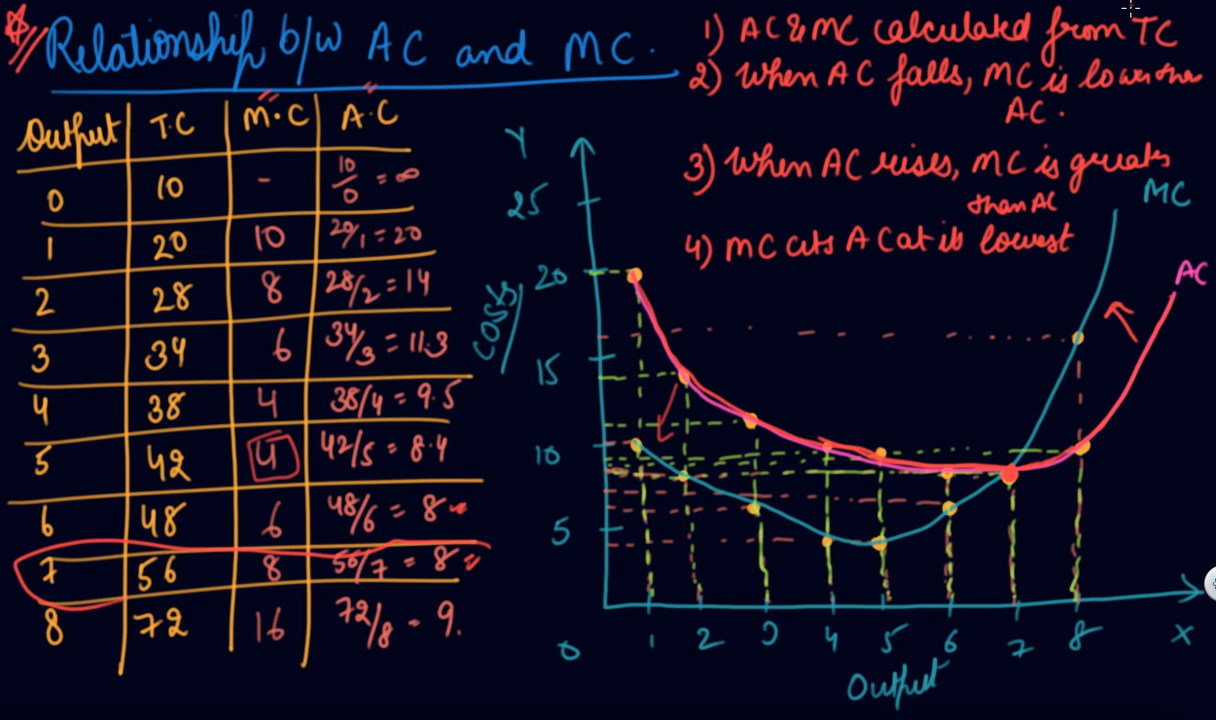 Relationship b/w AC and MC.
Output T.C M.C A.C
0 10 - 10/0 = ∞
1 20 10 20/1 = 20
2 28 8 28/2 = 14
3 34 6 34/3 = 11.3
4 38 4 38/4 = 9.5
5 42 4 42/5 = 8.4
6 48 6 48/6 = 8
7 56 8 56/7 = 8
8 72 16 72/8 = 9.
1) AC & MC calculated from TC
2) When AC falls, MC is lower than
AC.
3) When AC rises, MC is greater
than AC
4) MC cuts AC at its lowest
Y
25
20
15
10
5
0
Costs
MC
AC
1 2 3 4 5 6 7 8 X
Output